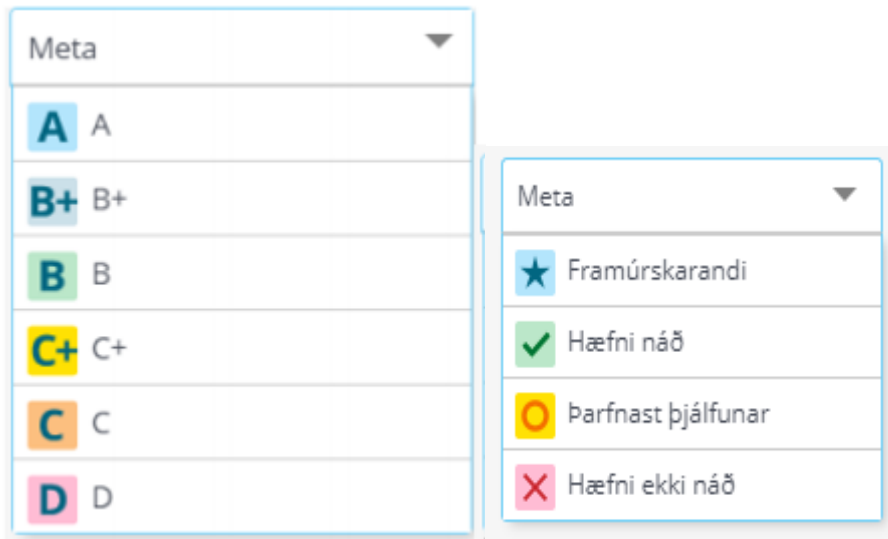 Meta
A A
B+ B+
B B
C+ C+
C C
D D
Meta
Framúrskarandi
Hæfni náð
Þarfnast þjálfunar
Hæfni ekki náð